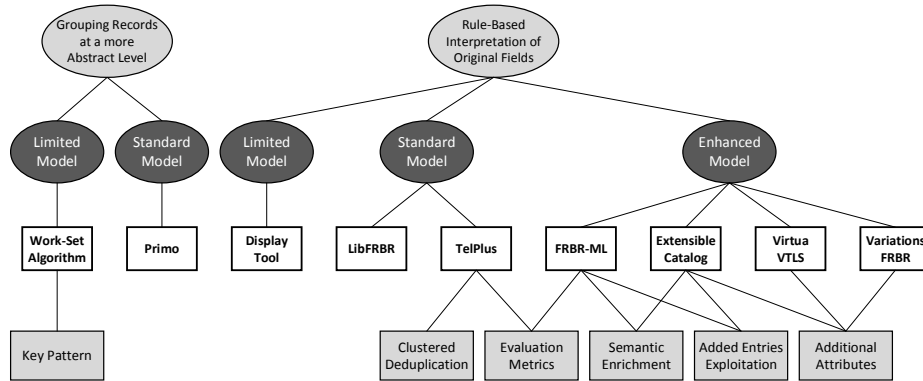 Grouping Records
at a more
Abstract Level
Rule-Based
Interpretation of
Original Fields
Limited
Model
Standard
Model
Limited
Model
Standard
Model
Enhanced
Model
Work-Set
Algorithm
Primo
Display
Tool
LibFRBR
TelPlus
FRBR-ML
Extensible
Catalog
Virtua
VTLS
Variations
FRBR
Key Pattern
Clustered
Deduplication
Evaluation
Metrics
Semantic
Enrichment
Added Entries
Exploitation
Additional
Attributes